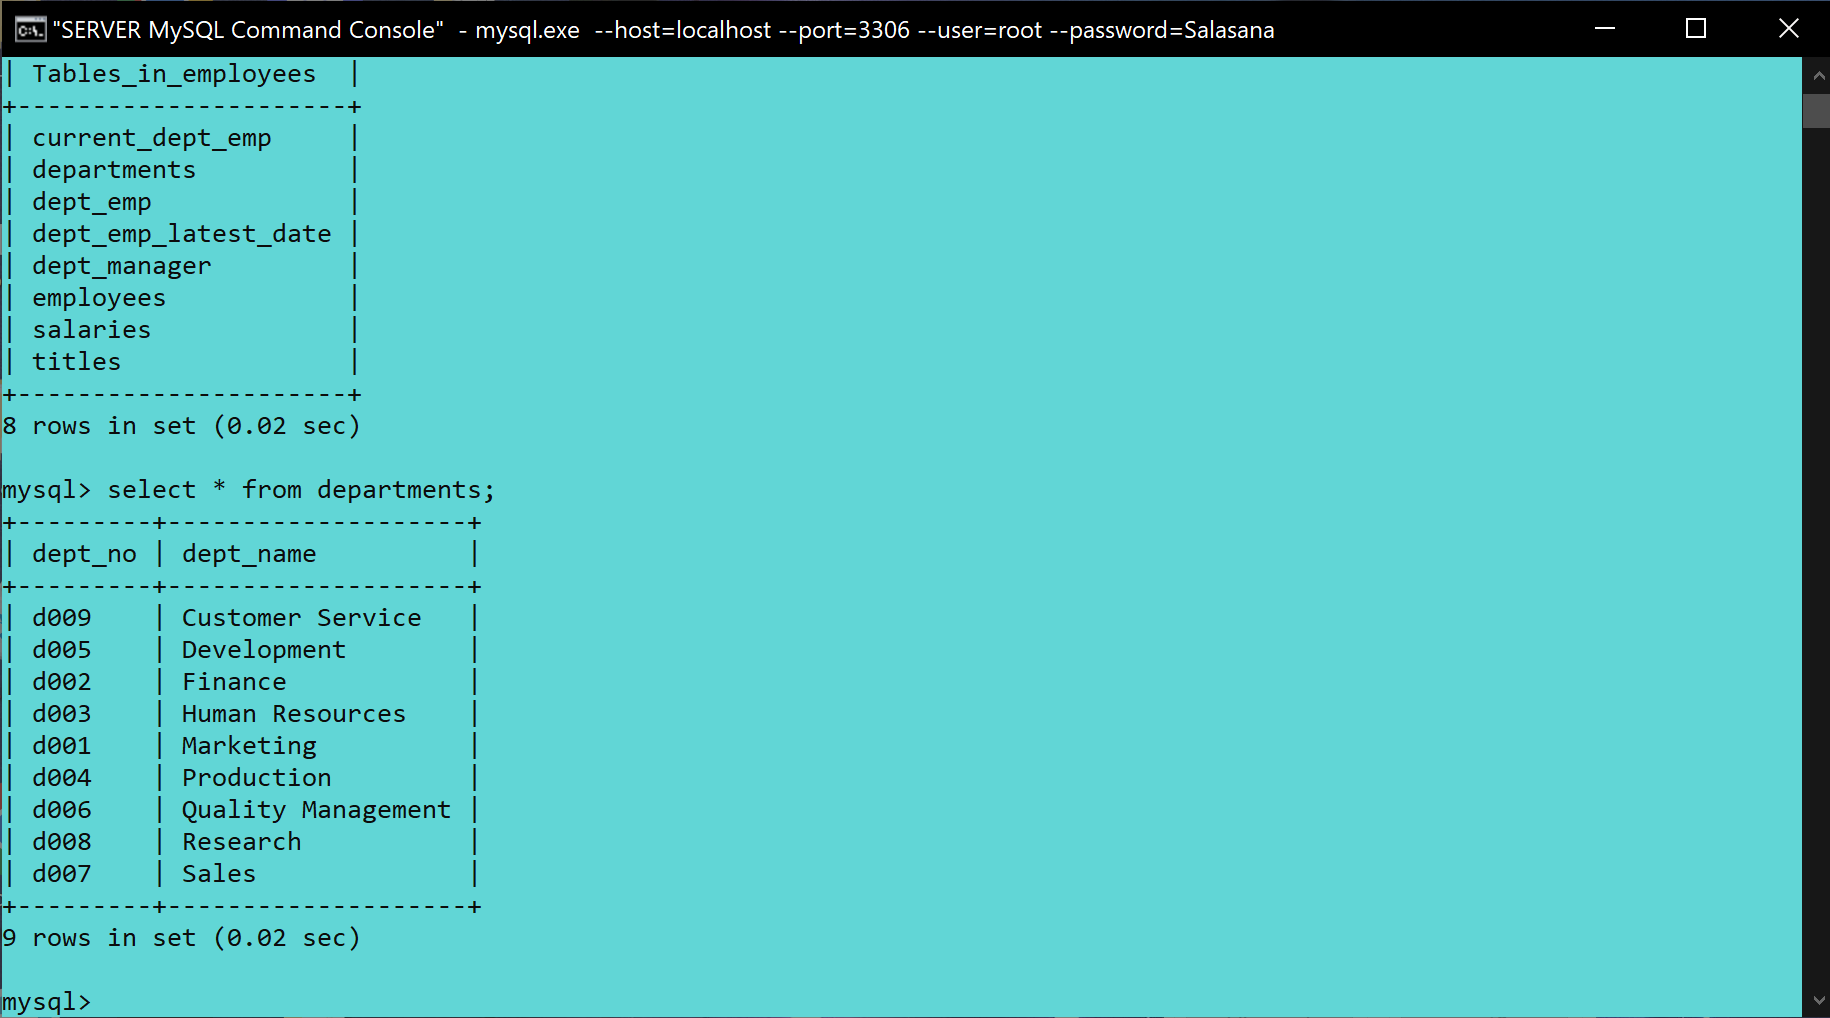 "SERVER MySQL Command Console"  - mysql.exe  --host=localhost --port=3306 --user=root --password=Salasana
| Tables_in_employees  |
+----------------------+
| current_dept_emp     |
| departments          |
| dept_emp             |
| dept_emp_latest_date |
| dept_manager         |
| employees            |
| salaries             |
| titles               |
+----------------------+
8 rows in set (0.02 sec)

mysql> select * from departments;
+---------+--------------------+
| dept_no | dept_name          |
+---------+--------------------+
| d009    | Customer Service   |
| d005    | Development        |
| d002    | Finance            |
| d003    | Human Resources    |
| d001    | Marketing          |
| d004    | Production         |
| d006    | Quality Management |
| d008    | Research           |
| d007    | Sales              |
+---------+--------------------+
9 rows in set (0.02 sec)

mysql>